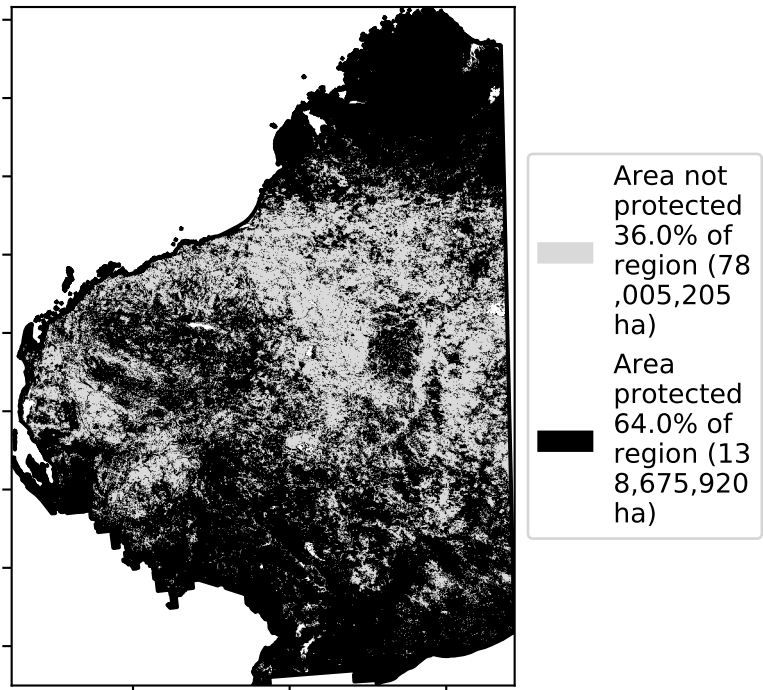 Area not
protected
36.0% of
region (78
,005,205
ha)
Area
protected
64.0% of
region (13
8,675,920
ha)